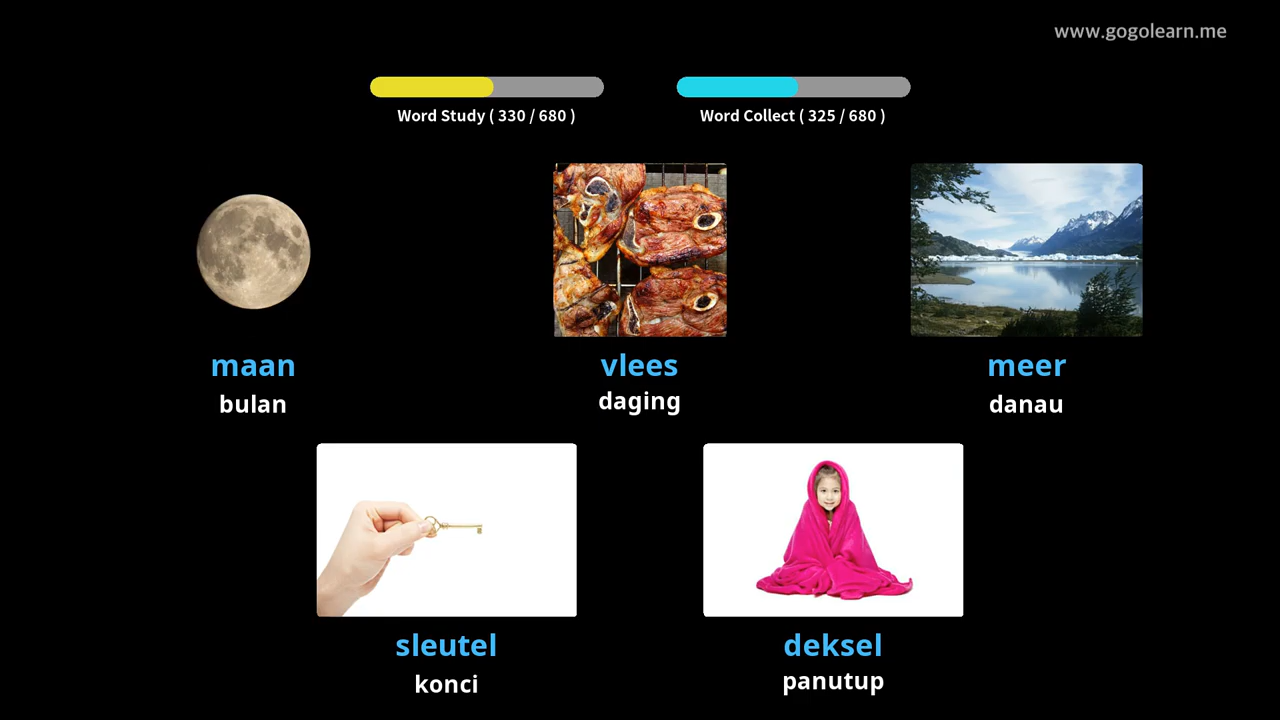 www.gogolearn.me
Word Study ( 330 / 680 )
Word Collect ( 325 / 680 )
maan
bulan
vlees
daging
meer
danau
sleutel
konci
deksel
panutup